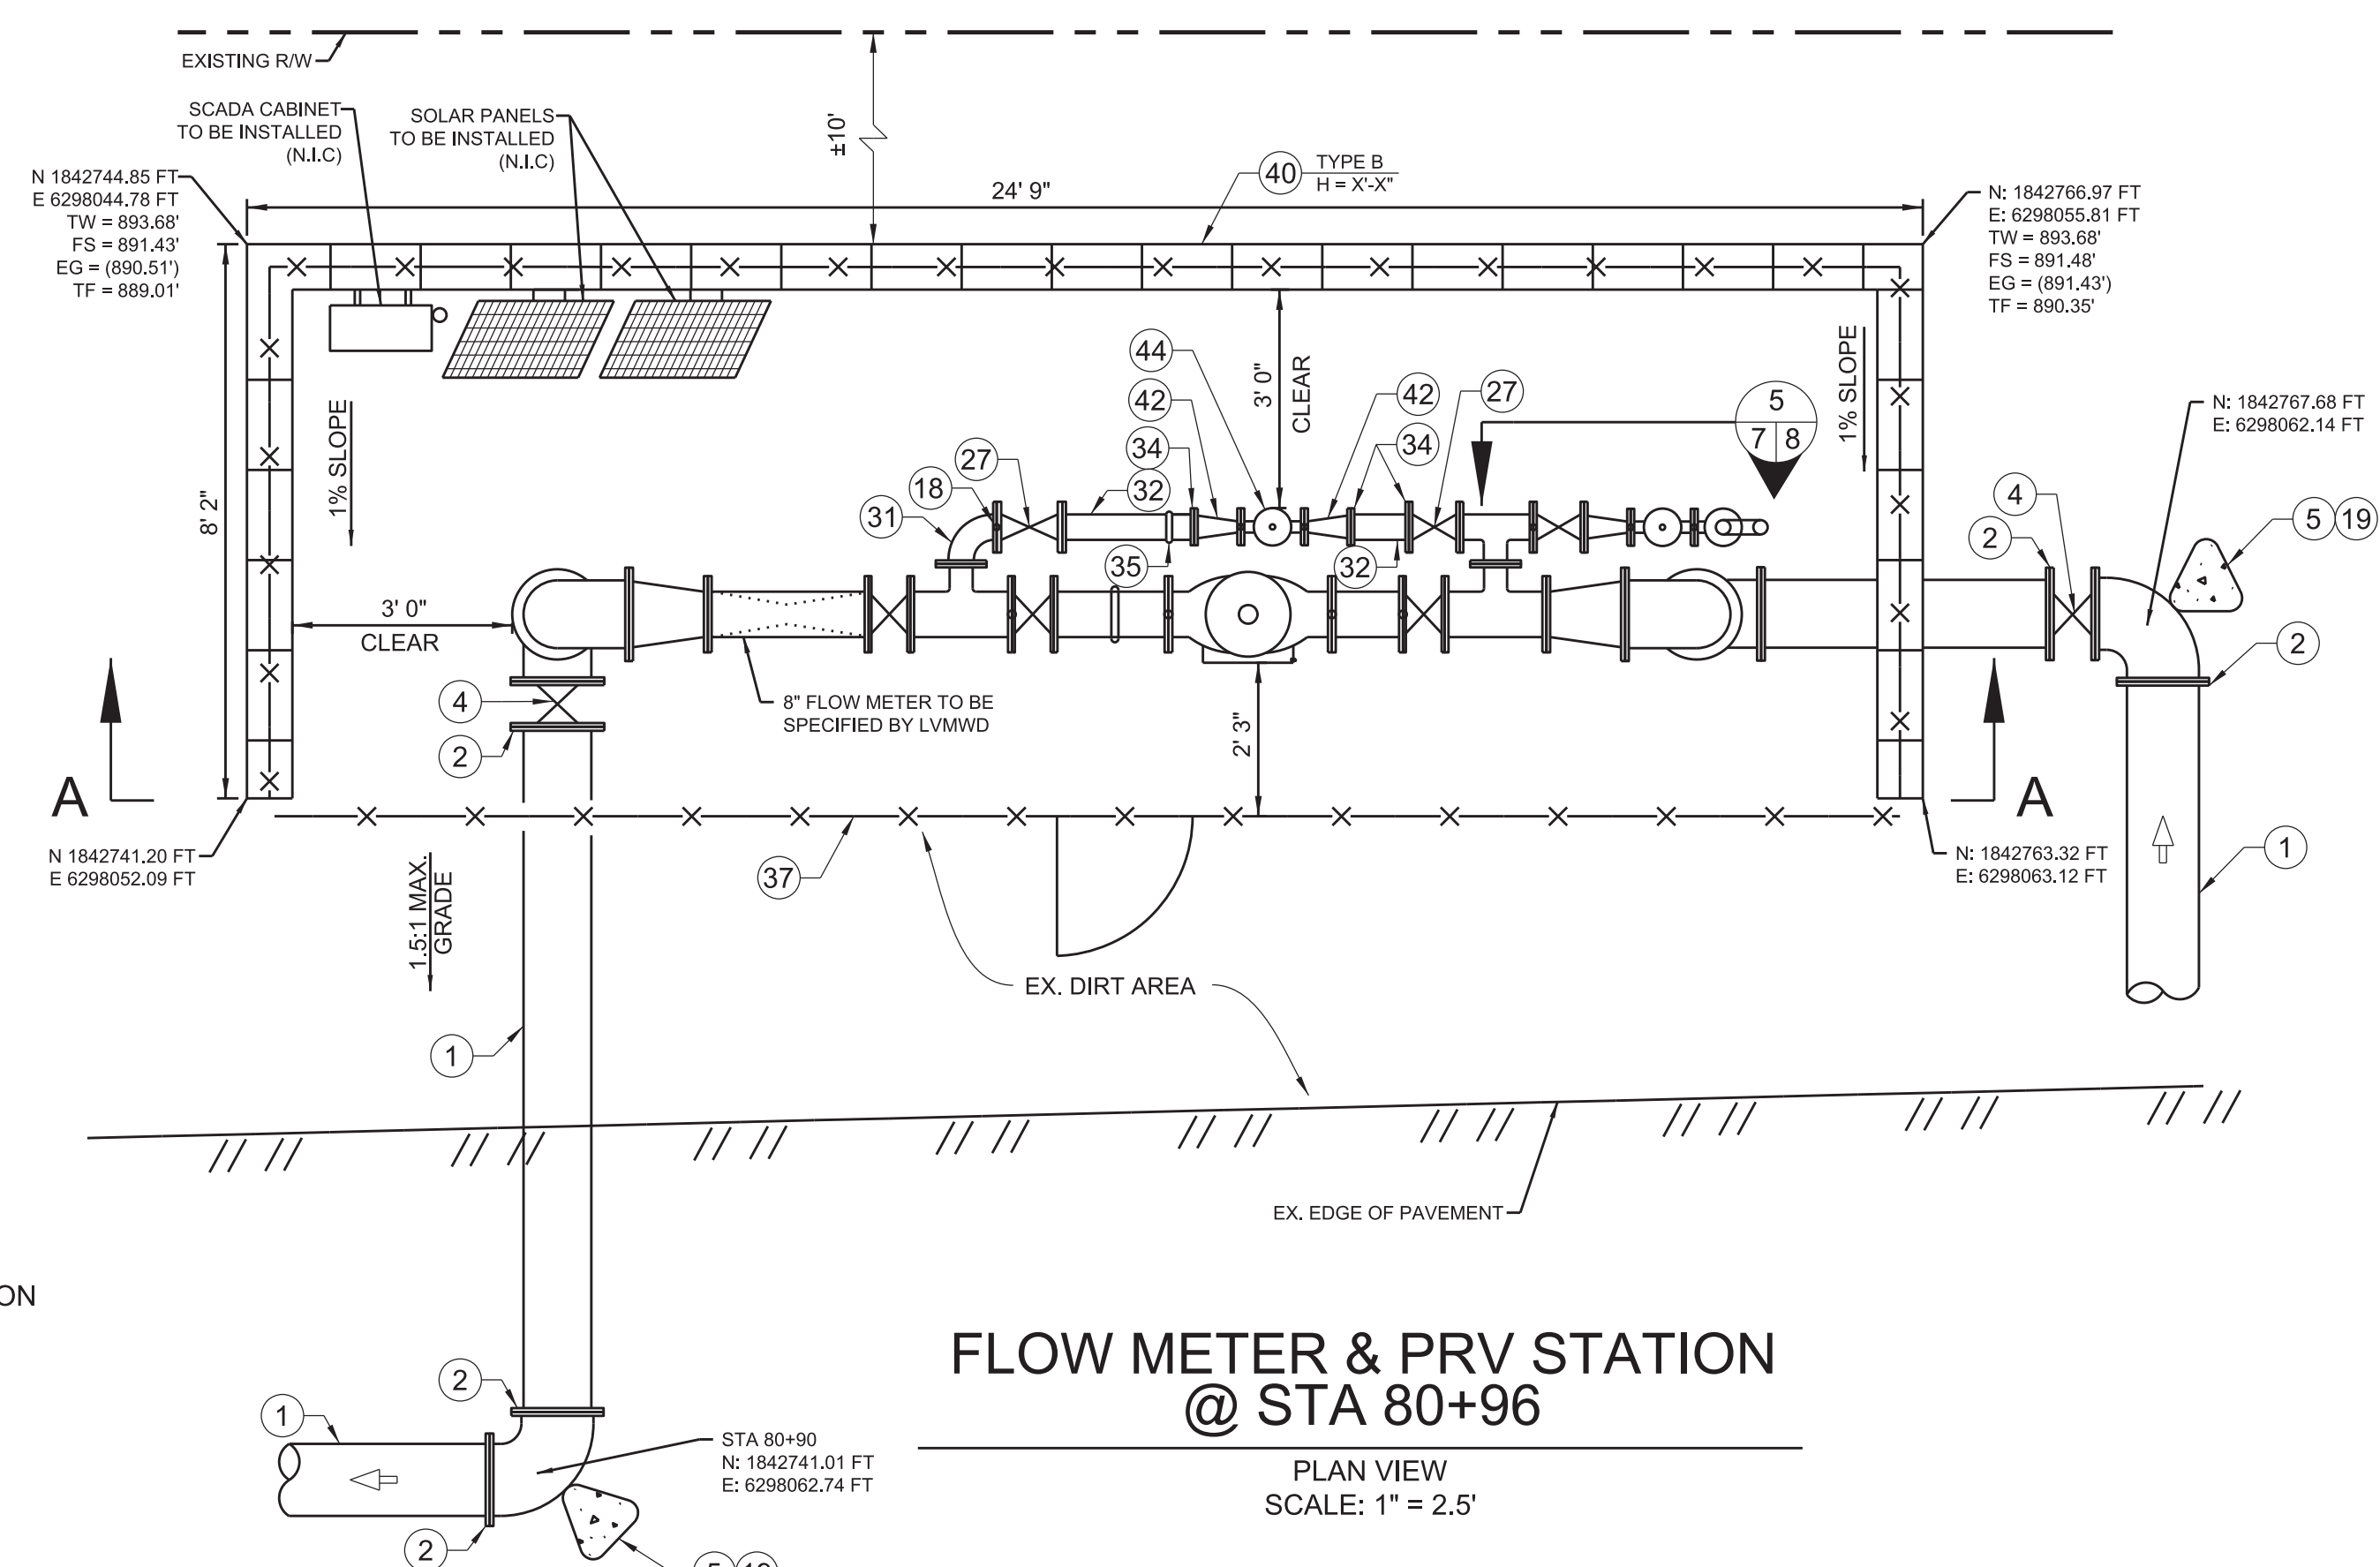 EXISTING R/W
SCADA CABINET
TO BE INSTALLED
(N.I.C)
SOLAR PANELS
TO BE INSTALLED
(N.I.C)
±10'
40
TYPE B
H = X'-X"
N 1842744.85 FT
E 6298044.78 FT
TW = 893.68'
FS = 891.43'
EG = (890.51')
TF = 889.01'
24' 9"
N: 1842766.97 FT
E: 6298055.81 FT
TW = 893.68'
FS = 891.48'
EG = (891.43')
TF = 890.35'
8' 2"
1% SLOPE
44
42
34
32
27
18
31
35
3' 0"
CLEAR
42
34
27
32
5
7 8
1% SLOPE
N: 1842767.68 FT
E: 6298062.14 FT
4
2
5 19
2
3' 0"
CLEAR
4
2
8" FLOW METER TO BE
SPECIFIED BY LVMWD
2' 3"
A
A
N 1842741.20 FT
E 6298052.09 FT
N: 1842763.32 FT
E: 6298063.12 FT
1
37
1.5:1 MAX.
GRADE
EX. DIRT AREA
1
EX. EDGE OF PAVEMENT
ON
2
1
STA 80+90
N: 1842741.01 FT
E: 6298062.74 FT
2
5 19
FLOW METER & PRV STATION
@ STA 80+96
PLAN VIEW
SCALE: 1" = 2.5'